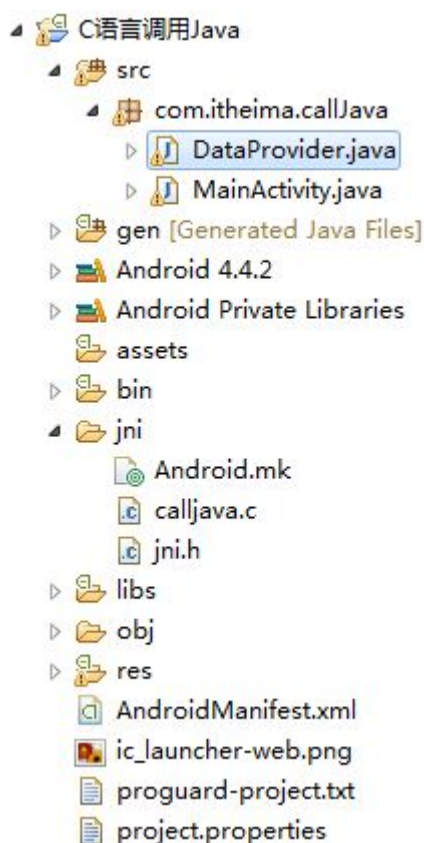 C语言调用Java
src
com.itheima.callJava
DataProvider.java
MainActivity.java
gen [Generated Java Files]
Android 4.4.2
Android Private Libraries
assets
bin
jni
Android.mk
calljava.c
jni.h
libs
obj
res
AndroidManifest.xml
ic_launcher-web.png
proguard-project.txt
project.properties